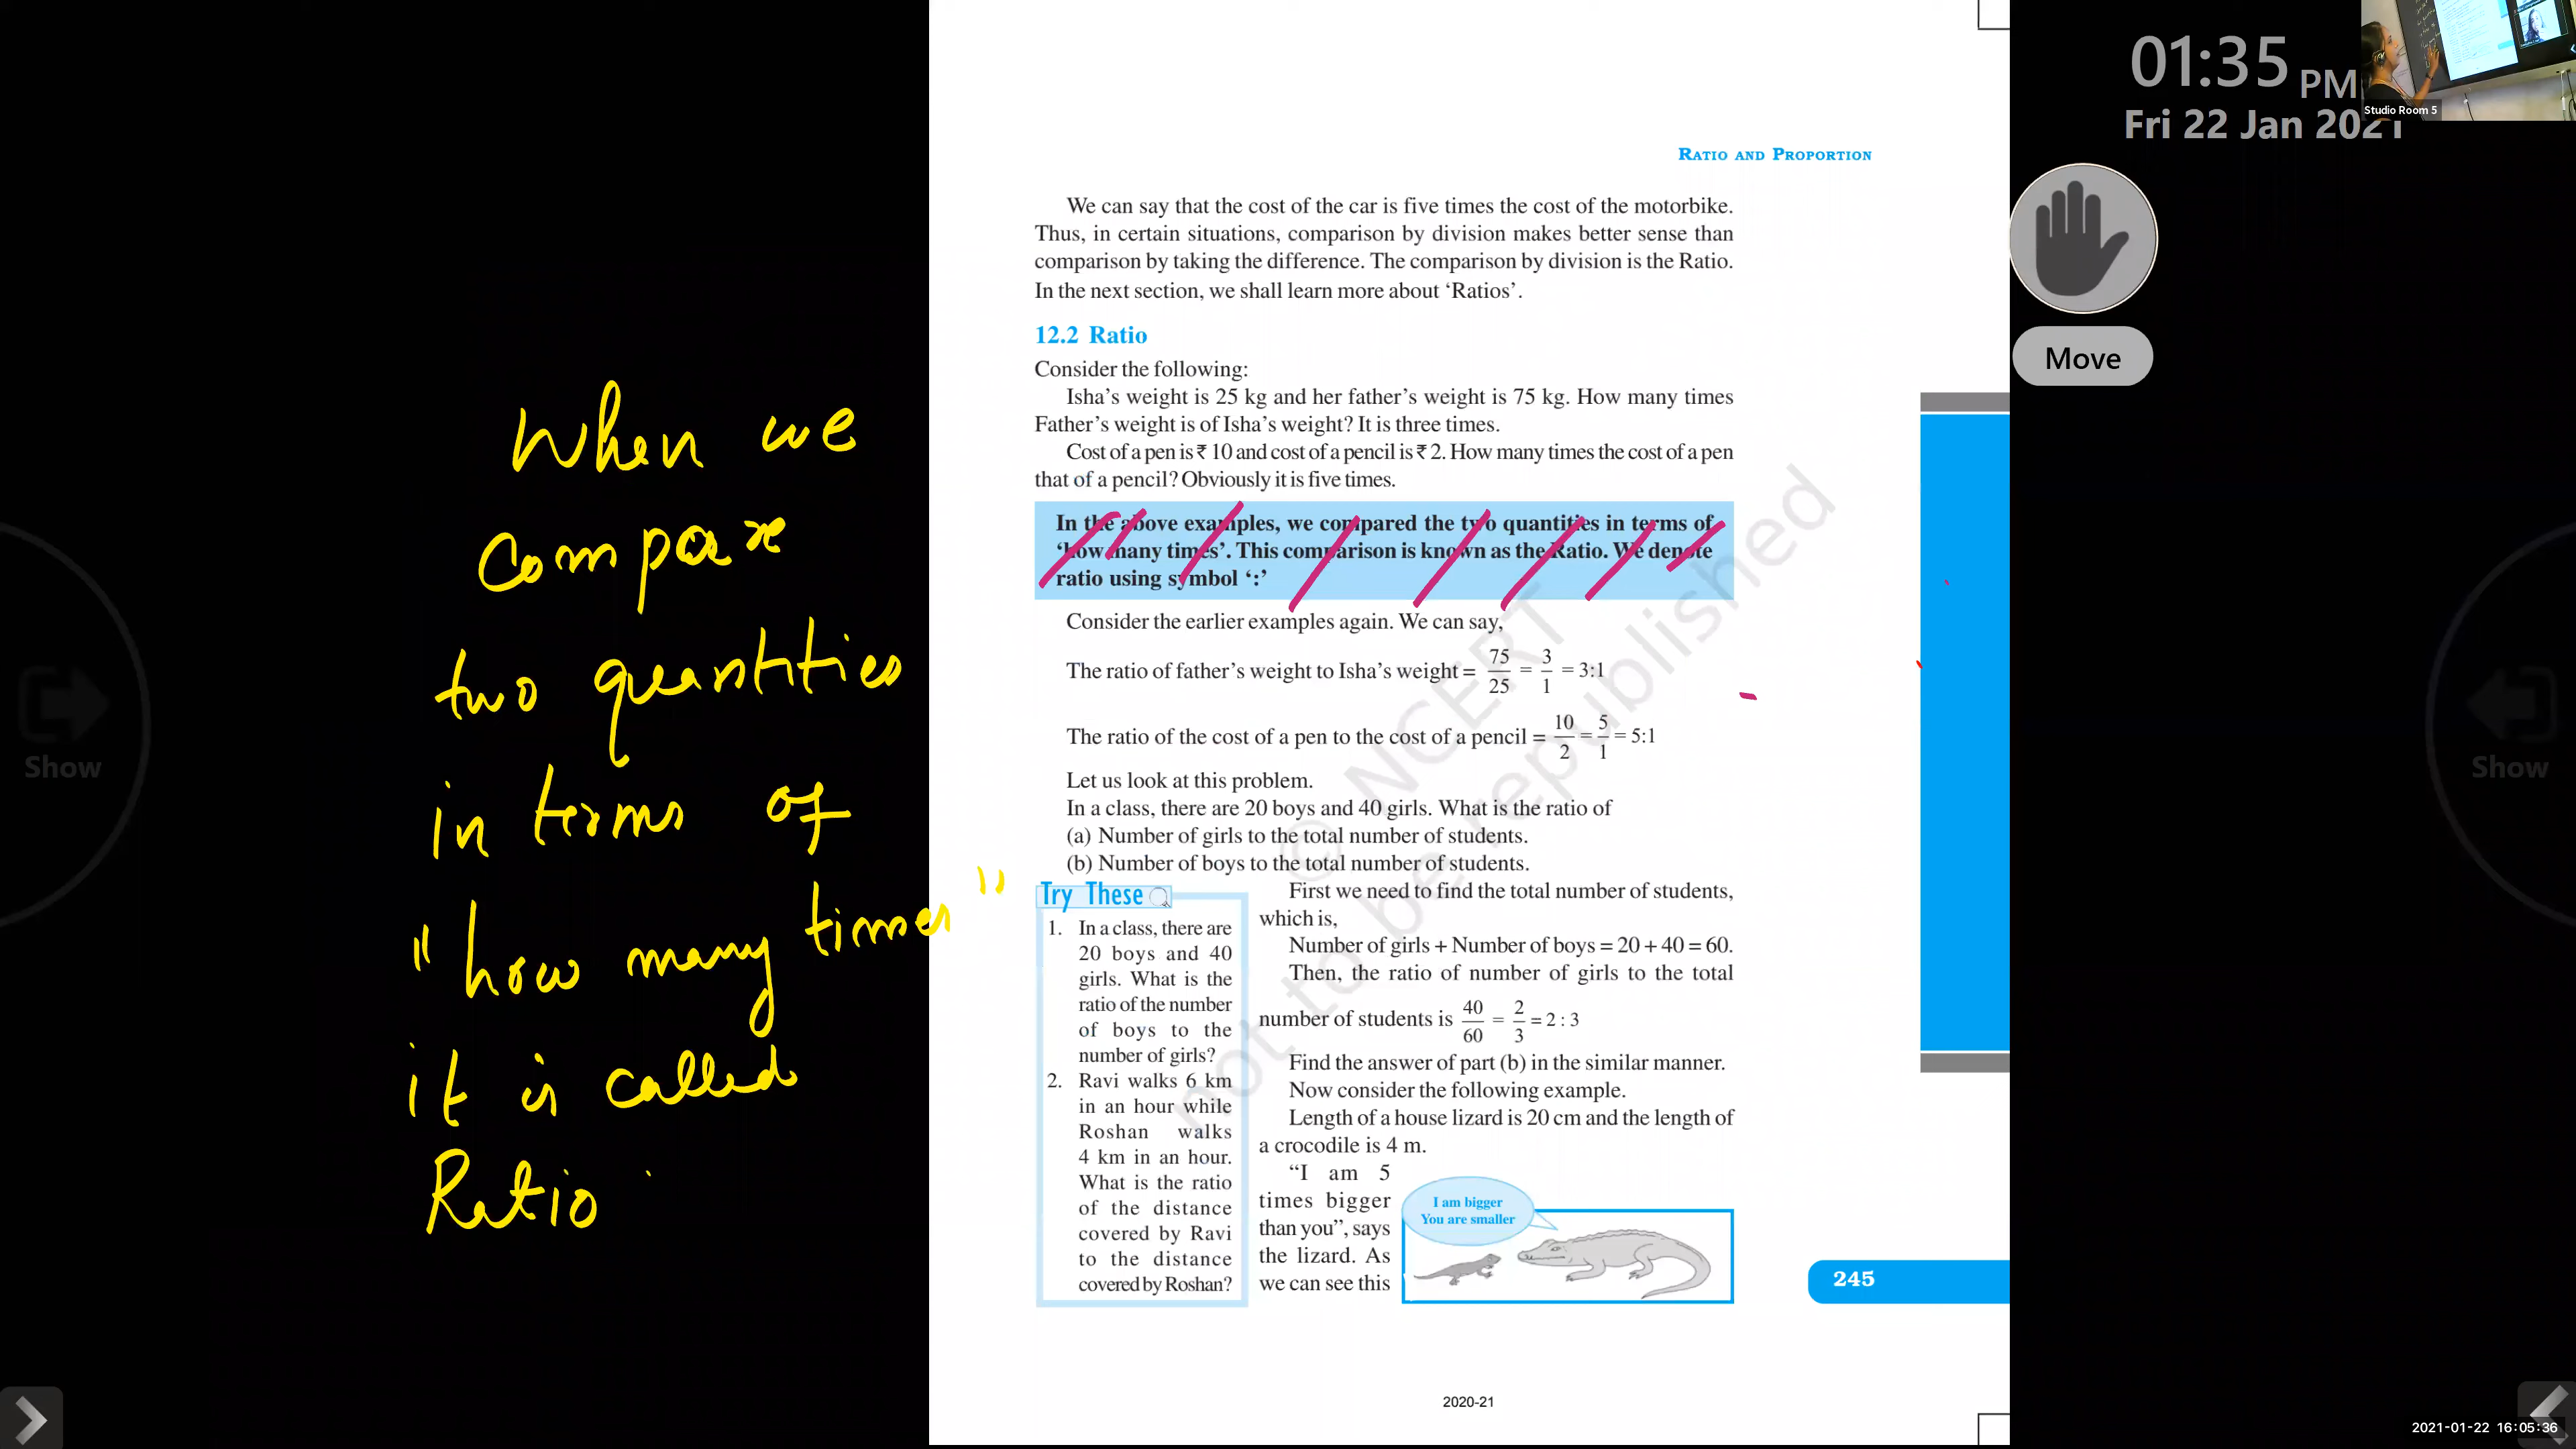 When we
Compare
two quantities
in terms of
"how many times"
it is called
Ratio
RATIO AND PROPORTION
We can say that the cost of the car is five times the cost of the motorbike.
Thus, in certain situations, comparison by division makes better sense than
comparison by taking the difference. The comparison by division is the Ratio.
In the next section, we shall learn more about ‘Ratios’.
12.2 Ratio
Consider the following:
Isha’s weight is 25 kg and her father’s weight is 75 kg. How many times
Father’s weight is of Isha’s weight? It is three times.
Cost of a pen is ₹ 10 and cost of a pencil is ₹ 2. How many times the cost of a pen
that of a pencil? Obviously it is five times.
In the above examples, we compared the two quantities in terms of
‘how many times’. This comparison is known as the Ratio. We denote
ratio using symbol ‘:’
Consider the earlier examples again. We can say,
The ratio of father’s weight to Isha’s weight = 75/25 = 3/1 = 3:1
The ratio of the cost of a pen to the cost of a pencil = 10/2 = 5/1 = 5:1
Let us look at this problem.
In a class, there are 20 boys and 40 girls. What is the ratio of
(a) Number of girls to the total number of students.
(b) Number of boys to the total number of students.
Try These
1. In a class, there are
20 boys and 40
girls. What is the
ratio of the number
of boys to the
number of girls?
2. Ravi walks 6 km
in an hour while
Roshan walks
4 km in an hour.
What is the ratio
of the distance
covered by Ravi
to the distance
covered by Roshan?
First we need to find the total number of students,
which is,
Number of girls + Number of boys = 20 + 40 = 60.
Then, the ratio of number of girls to the total
number of students is 40/60 = 2/3 = 2 : 3
Find the answer of part (b) in the similar manner.
Now consider the following example.
Length of a house lizard is 20 cm and the length of
a crocodile is 4 m.
“I am 5
times bigger
than you”, says
the lizard. As
we can see this
I am bigger
You are smaller
245
2020-21
© NCERT
not to be republished
01:35 PM
Fri 22 Jan 2021
Studio Room 5
Move
Show
Show
2021-01-22 16:05:36